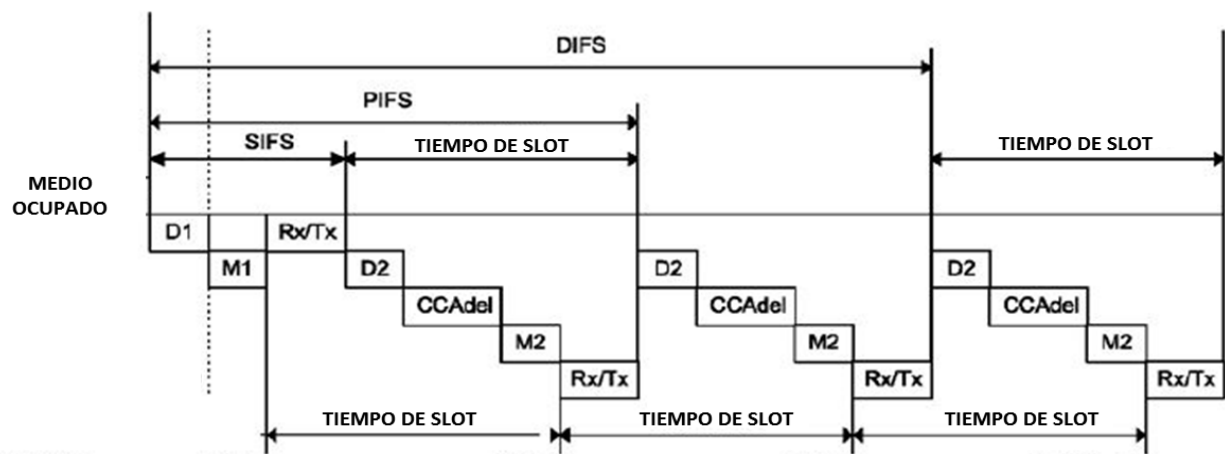 DIFS
PIFS
SIFS TIEMPO DE SLOT TIEMPO DE SLOT
MEDIO
OCUPADO
D1 Rx/Tx
M1 D2 D2 D2
CCAdel CCAdel CCAdel
M2 M2 M2
Rx/Tx Rx/Tx Rx/Tx
TIEMPO DE SLOT TIEMPO DE SLOT TIEMPO DE SLOT